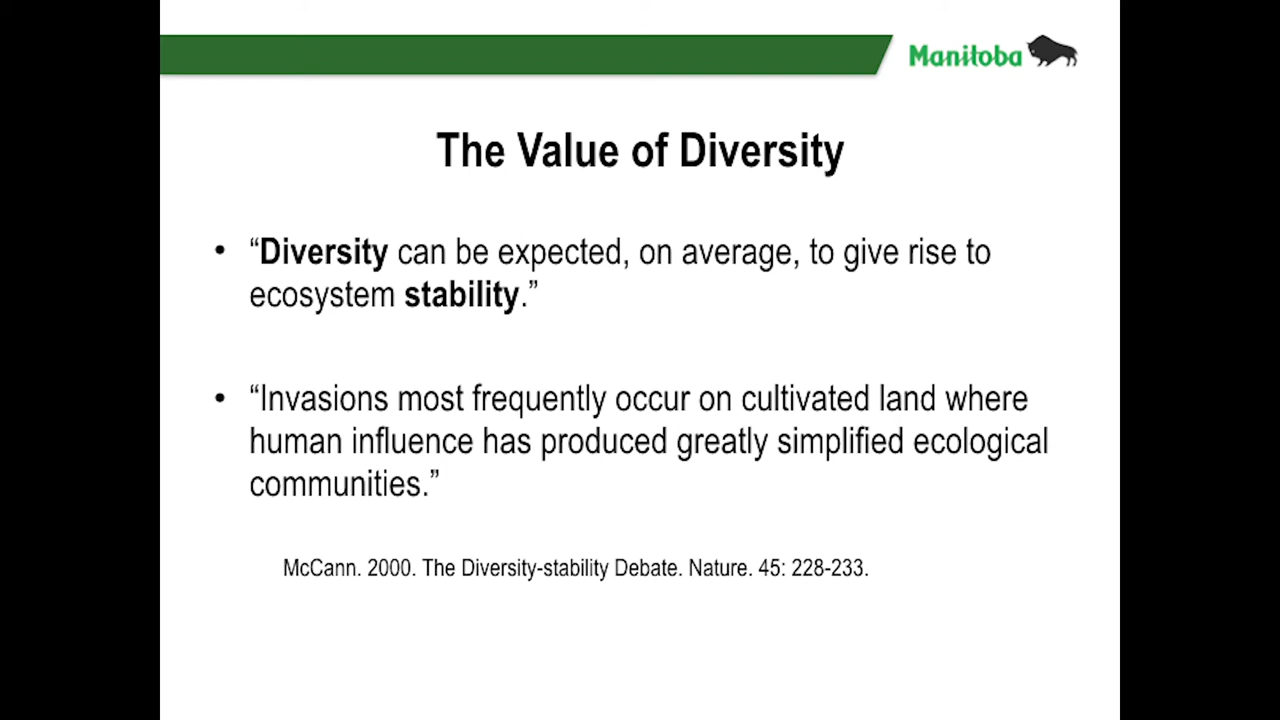 Manitoba
The Value of Diversity
• “Diversity can be expected, on average, to give rise to
ecosystem stability.”
• “Invasions most frequently occur on cultivated land where
human influence has produced greatly simplified ecological
communities.”
McCann. 2000. The Diversity-stability Debate. Nature. 45: 228-233.